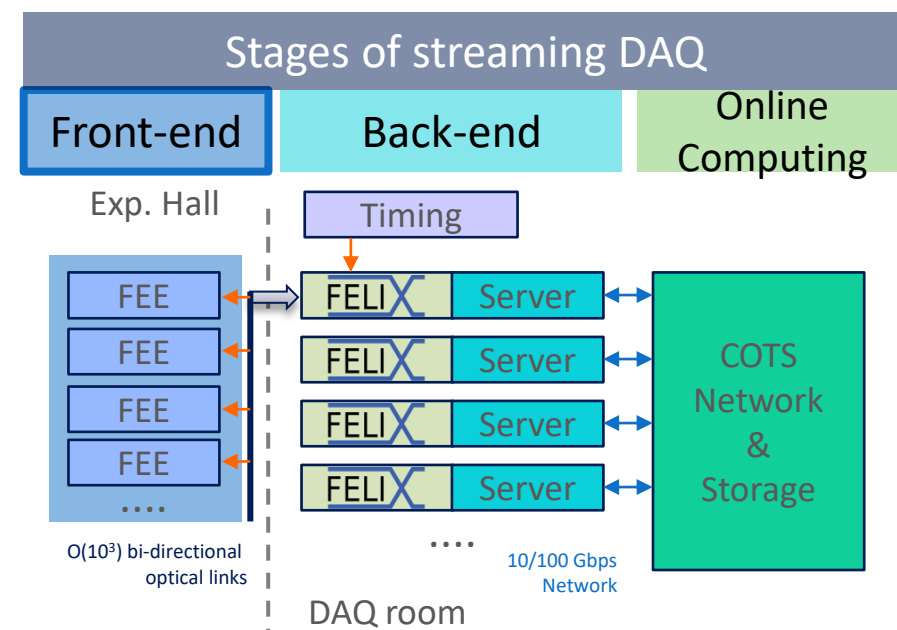 Stages of streaming DAQ
Front-end
Back-end
Online
Computing
Exp. Hall
Timing
FEE
FEE
FEE
FEE
....
FELIX
Server
FELIX
Server
FELIX
Server
FELIX
Server
....
COTS
Network
&
Storage
O(10³) bi-directional
optical links
10/100 Gbps
Network
DAQ room